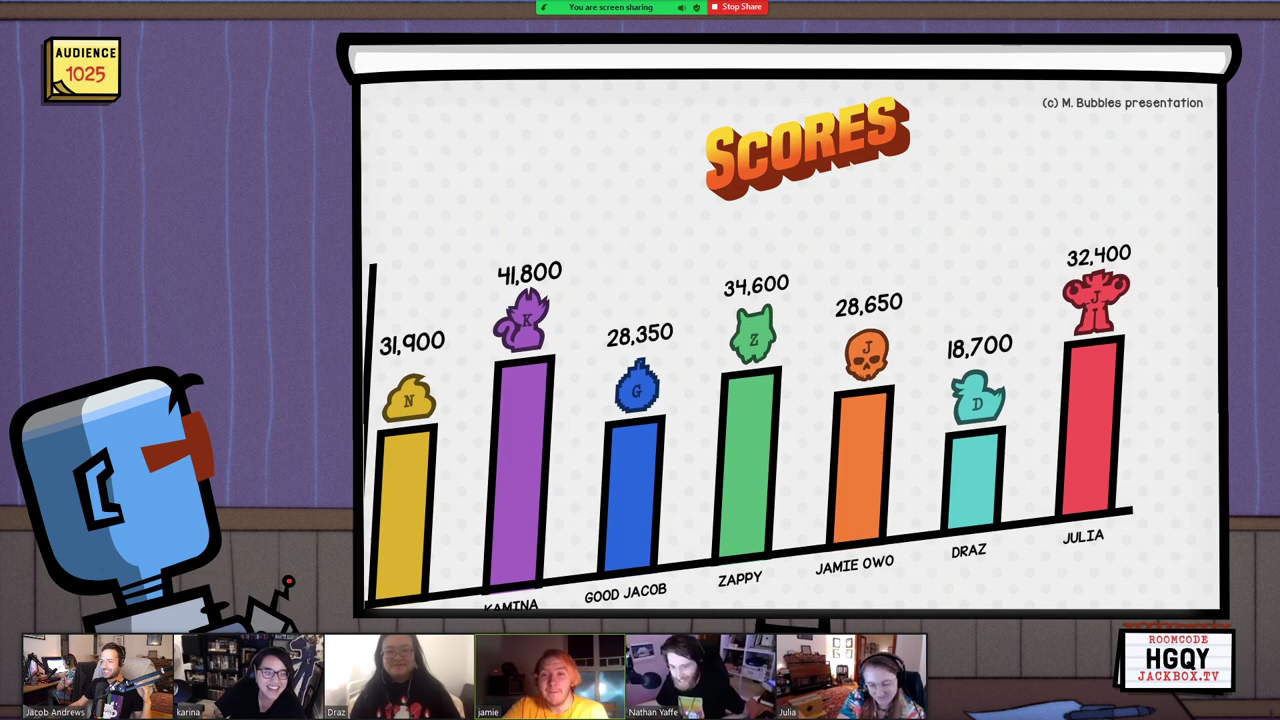 You are screen sharing
Stop Share
AUDIENCE
1025
(c) M. Bubbles presentation
SCORES
31,900
41,800
28,350
34,600
28,650
18,700
32,400
N
K
G
Z
J
D
J
KAMINA
GOOD JACOB
ZAPPY
JAMIE OWO
DRAZ
JULIA
ROOMCODE
HGQY
JACKBOX.TV
Jacob Andrews
karina
Draz
jamie
Nathan Yaffe
Julia